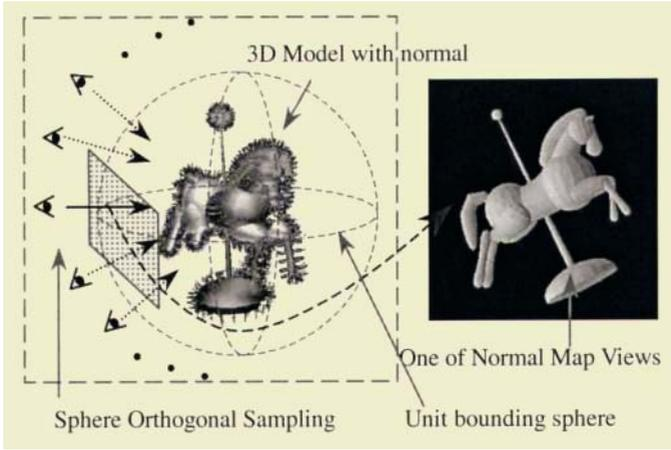 3D Model with normal
One of Normal Map Views
Sphere Orthogonal Sampling
Unit bounding sphere